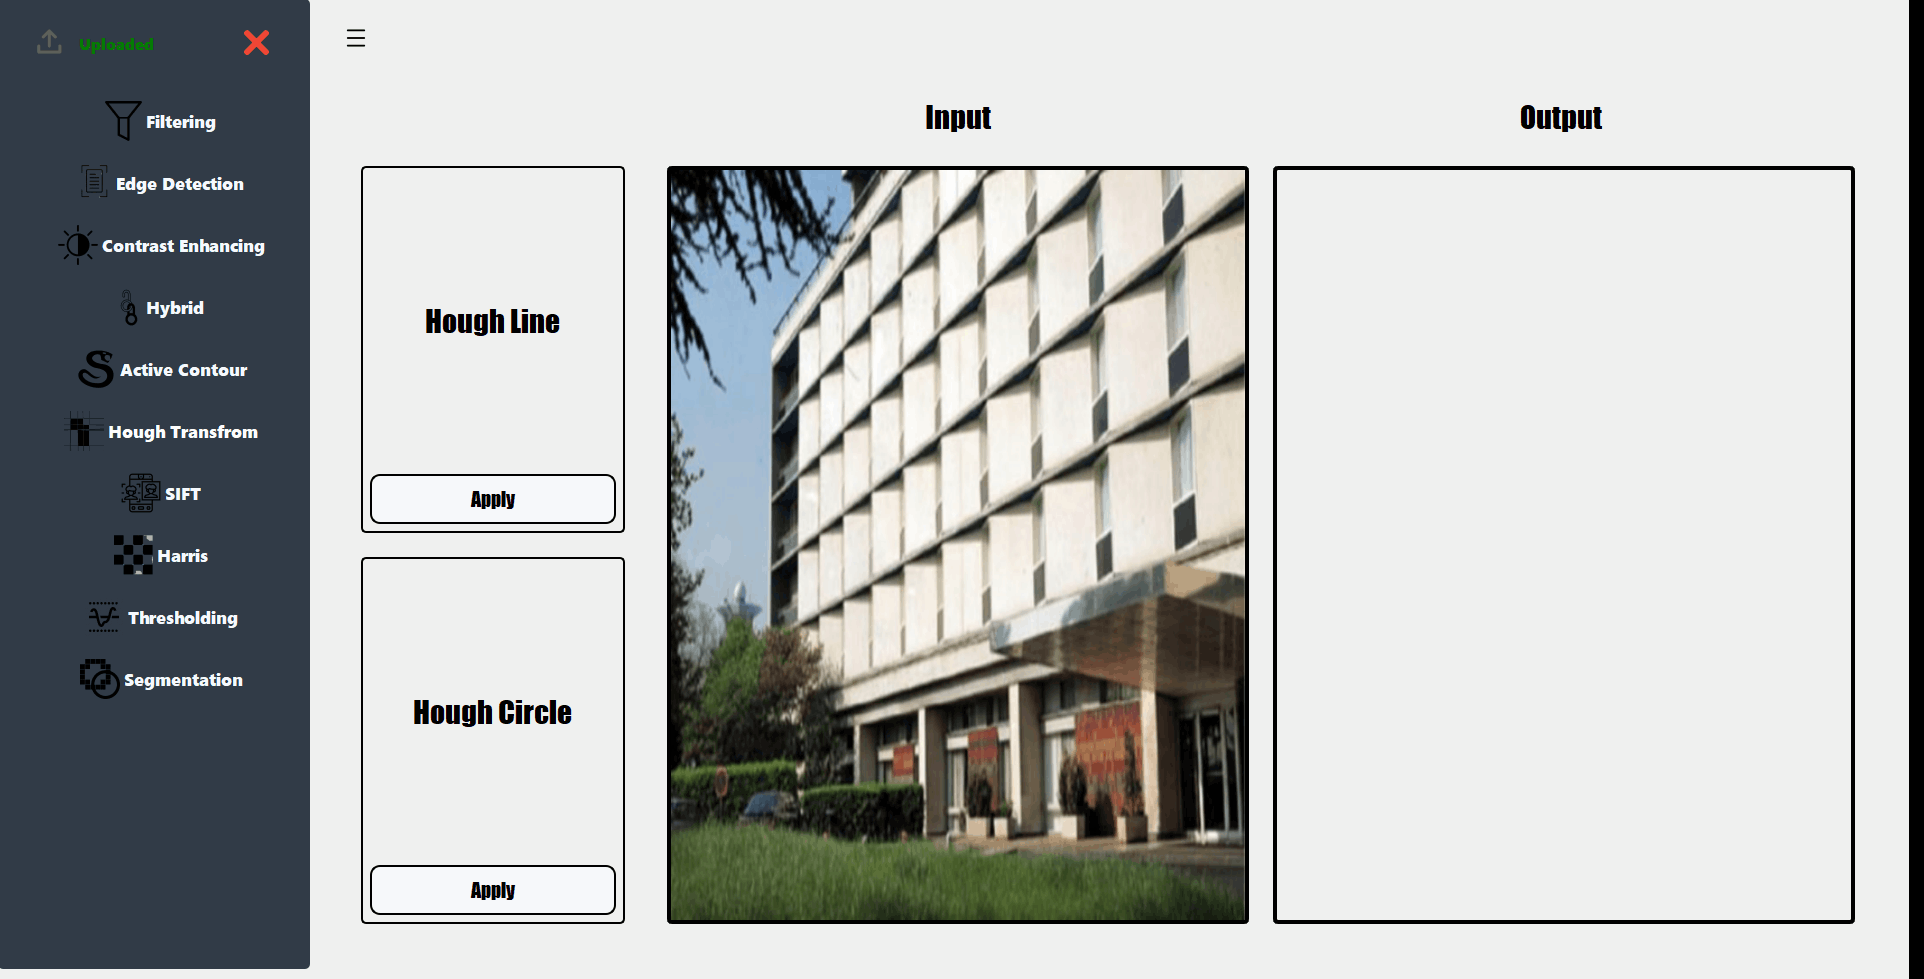 Uploaded
Filtering
Edge Detection
Contrast Enhancing
Hybrid
Active Contour
Hough Transfrom
SIFT
Harris
Thresholding
Segmentation
Input
Output
Hough Line
Apply
Hough Circle
Apply